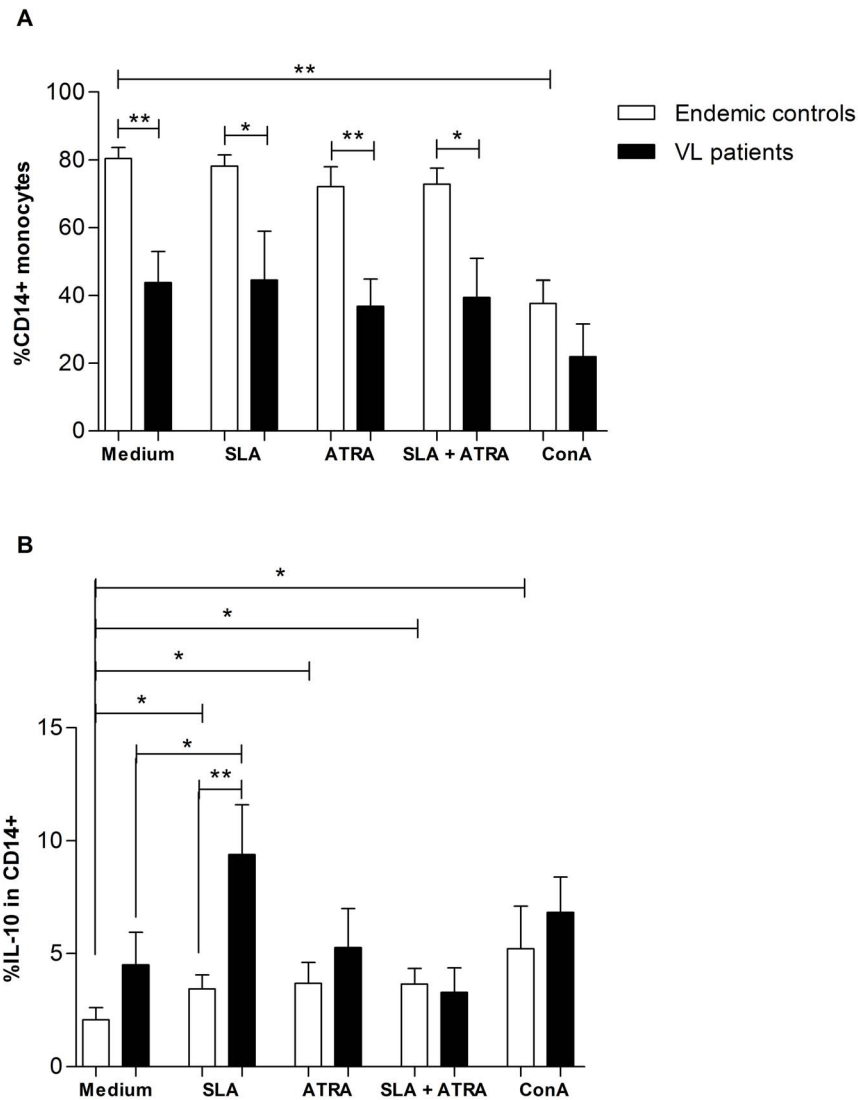 A
**
100
** * ** *
80
60
40
20
0
%CD14+ monocytes
Endemic controls
VL patients
Medium SLA ATRA SLA + ATRA ConA
B
*
*
*
*
15
*
**
10
5
0
%IL-10 in CD14+
Medium SLA ATRA SLA + ATRA ConA